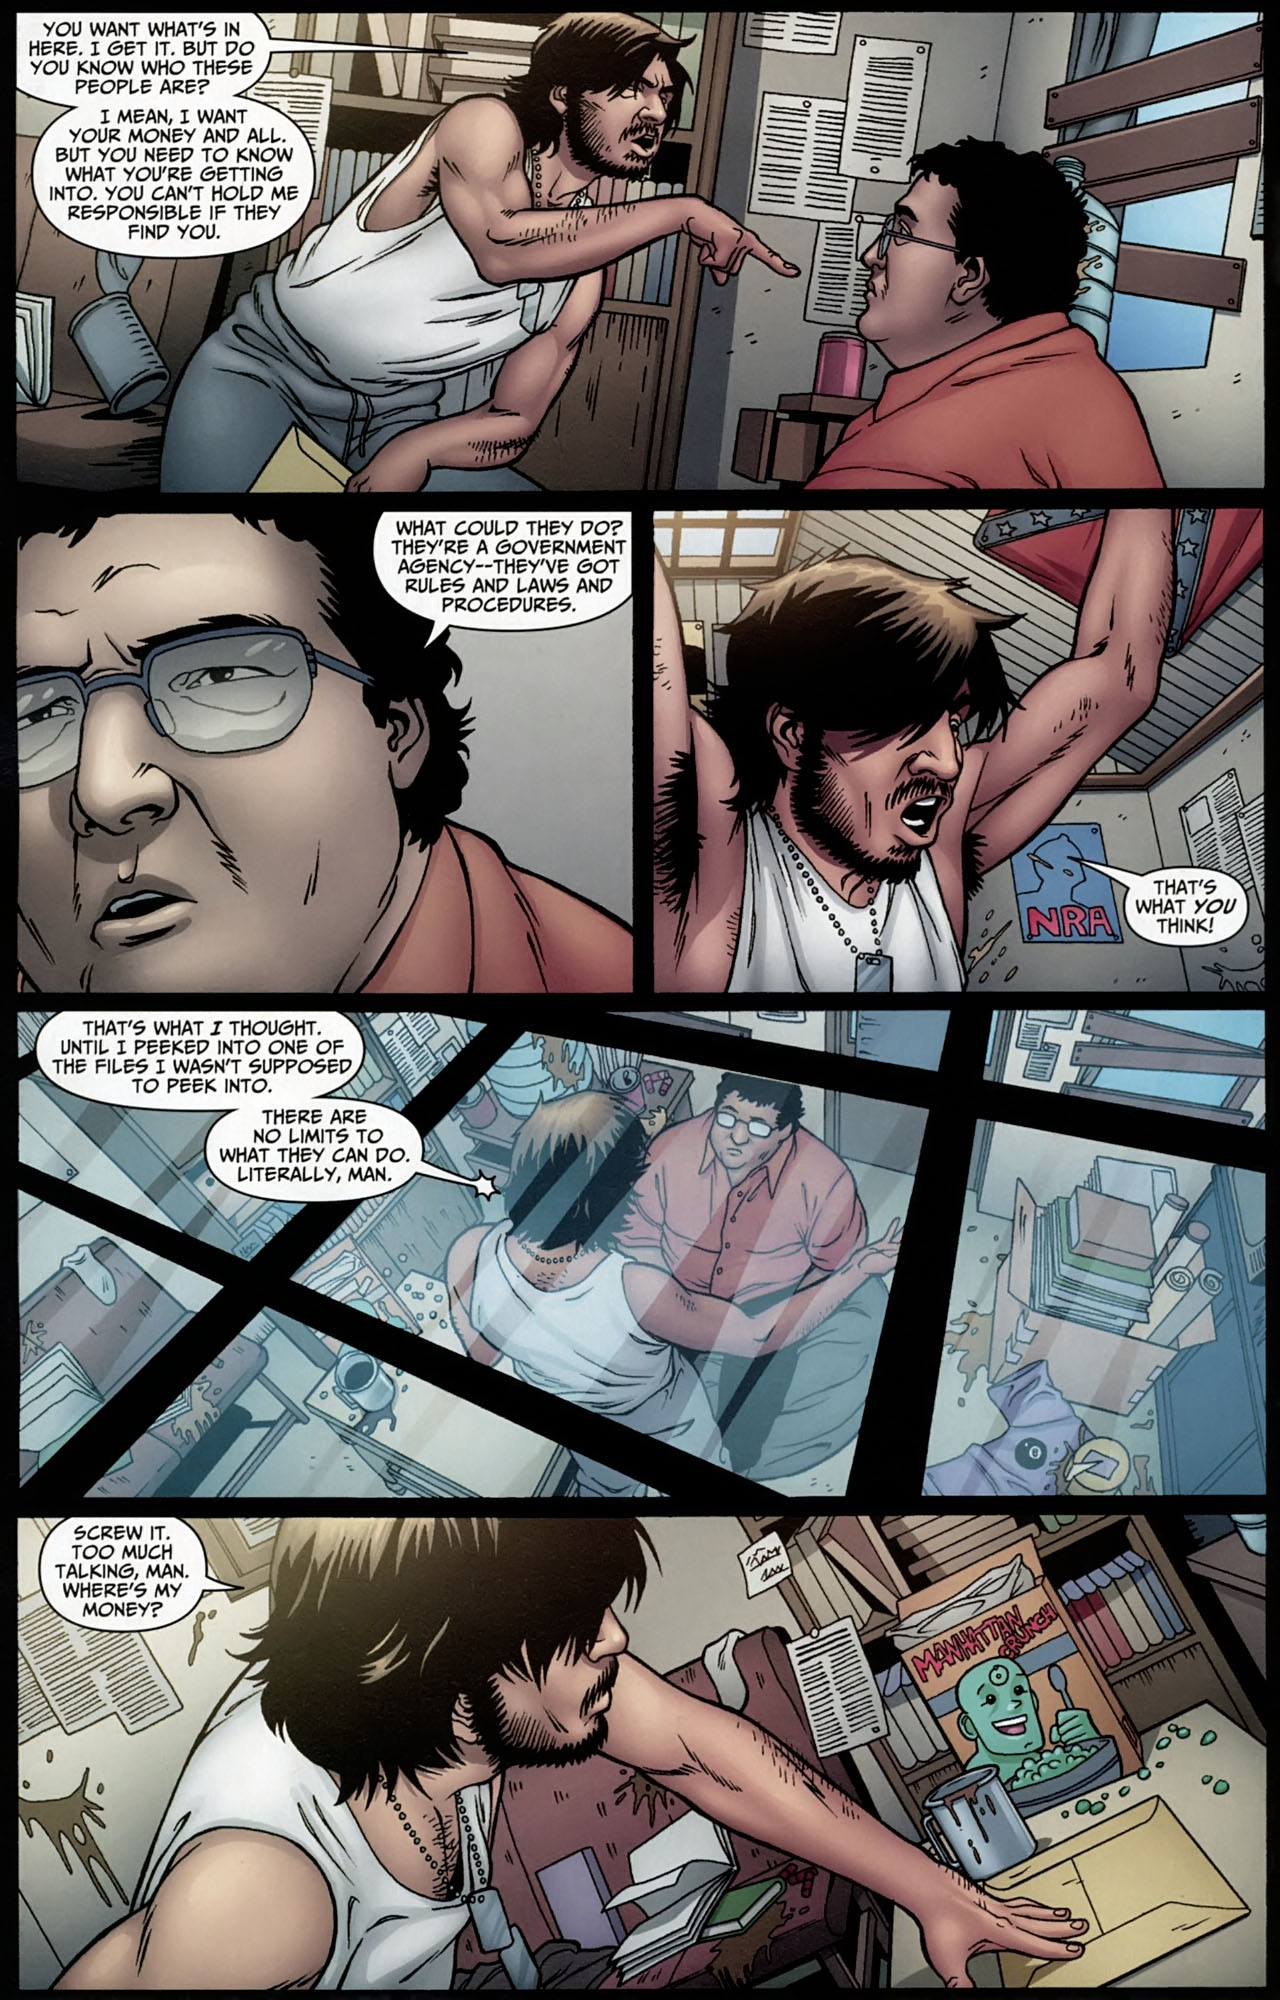 YOU WANT WHAT'S IN
HERE. I GET IT. BUT DO
YOU KNOW WHO THESE
PEOPLE ARE?
I MEAN, I WANT
YOUR MONEY AND ALL.
BUT YOU NEED TO KNOW
WHAT YOU'RE GETTING
INTO. YOU CAN'T HOLD ME
RESPONSIBLE IF THEY
FIND YOU.
WHAT COULD THEY DO?
THEY'RE A GOVERNMENT
AGENCY--THEY'VE GOT
RULES AND LAWS AND
PROCEDURES.
THAT'S
WHAT YOU
THINK!
NRA
THAT'S WHAT I THOUGHT.
UNTIL I PEEKED INTO ONE OF
THE FILES I WASN'T SUPPOSED
TO PEEK INTO.
THERE ARE
NO LIMITS TO
WHAT THEY CAN DO.
LITERALLY, MAN.
SCREW IT.
TOO MUCH
TALKING, MAN.
WHERE'S MY
MONEY?
MANHATTAN
CRUNCH